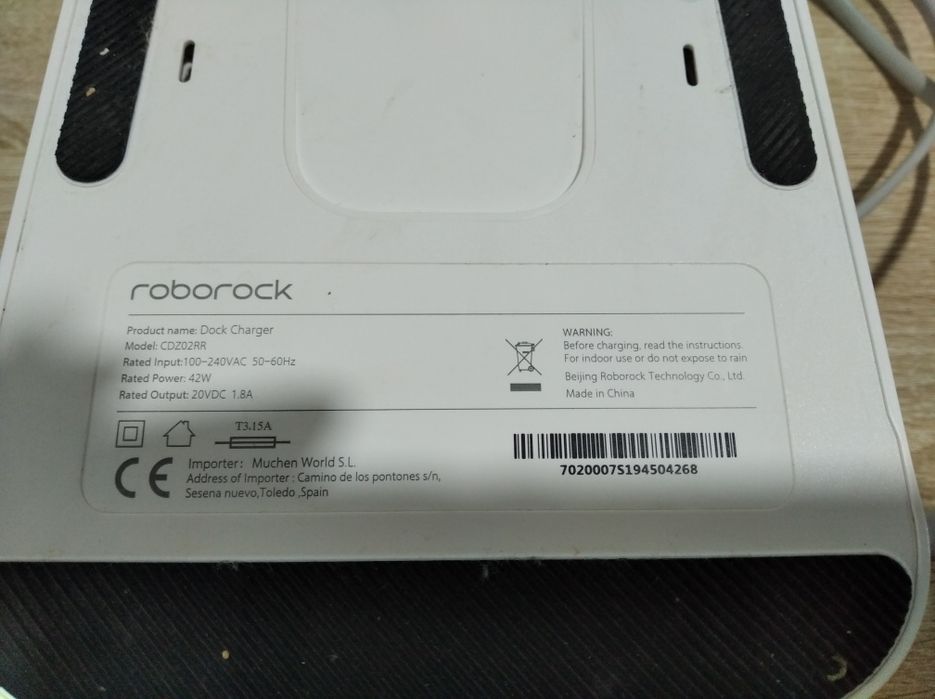 roborock
Product name: Dock Charger
Model: CDZ02RR
Rated Input:100-240VAC 50-60Hz
Rated Power: 42W
Rated Output: 20VDC 1.8A
WARNING:
Before charging, read the instructions.
For indoor use or do not expose to rain
Beijing Roborock Technology Co., Ltd.
Made in China
T3.15A
CE
Importer: Muchen World S.L.
Address of Importer : Camino de los pontones s/n,
Sesena nuevo,Toledo ,Spain
7020007S194504268